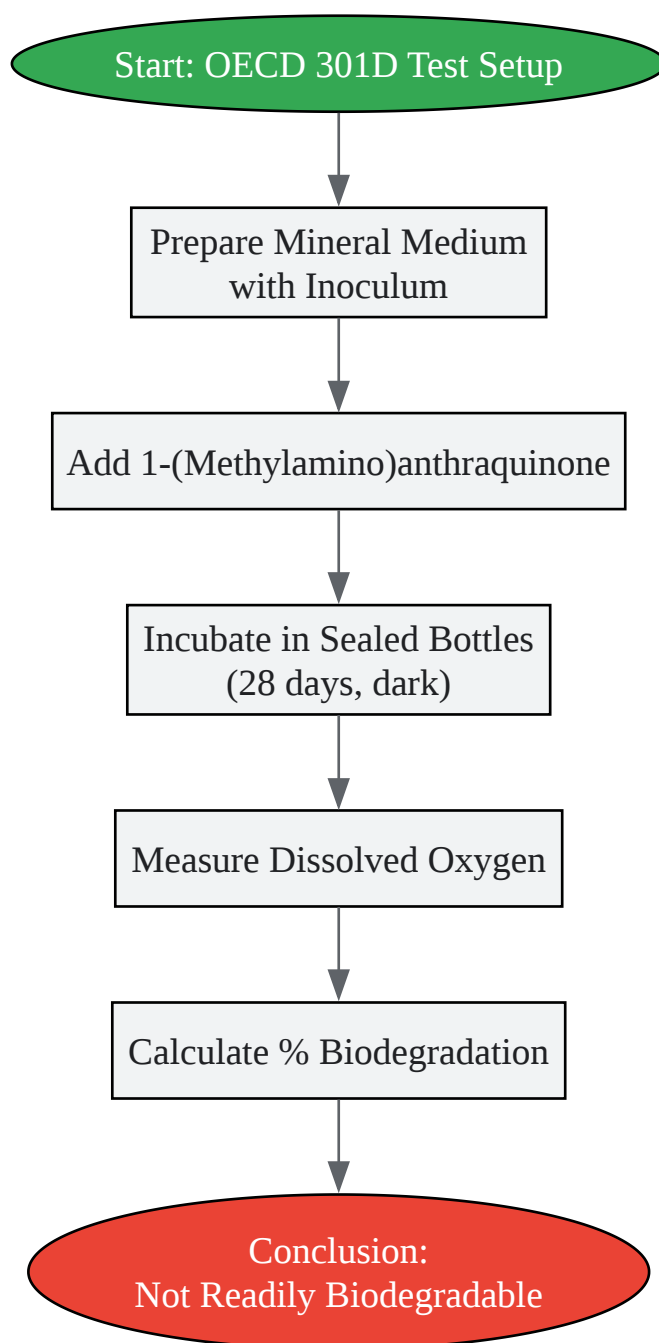 Start: OECD 301D Test Setup
Prepare Mineral Medium
with Inoculum
Add 1-(Methylamino)anthraquinone
Incubate in Sealed Bottles
(28 days, dark)
Measure Dissolved Oxygen
Calculate % Biodegradation
Conclusion:
Not Readily Biodegradable